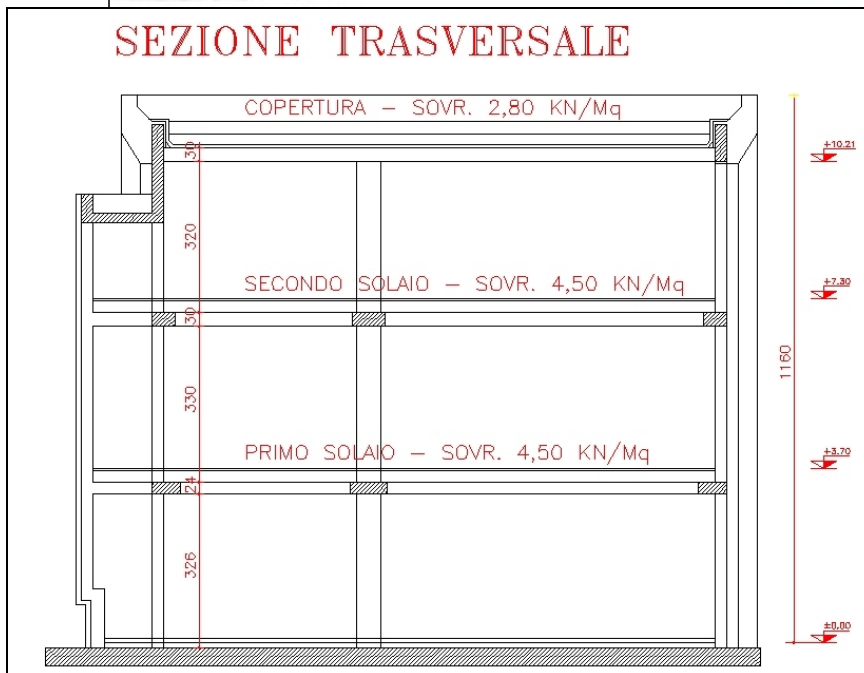 SEZIONE TRASVERSALE
COPERTURA - SOVR. 2,80 KN/Mq
30
+10.21
320
SECONDO SOLAIO - SOVR. 4,50 KN/Mq
+7.30
30
1160
330
PRIMO SOLAIO - SOVR. 4,50 KN/Mq
+3.70
24
326
±0.00